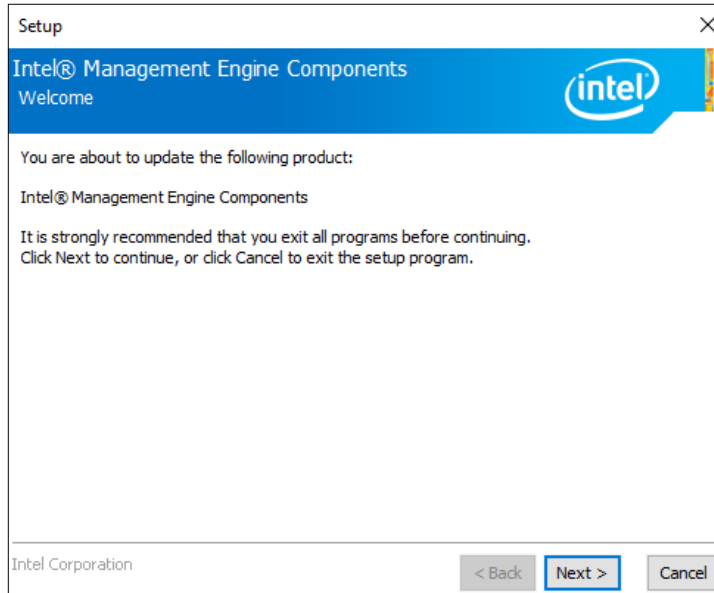 Setup
Intel® Management Engine Components
Welcome
intel
You are about to update the following product:
Intel® Management Engine Components
It is strongly recommended that you exit all programs before continuing.
Click Next to continue, or click Cancel to exit the setup program.
Intel Corporation
< Back Next > Cancel